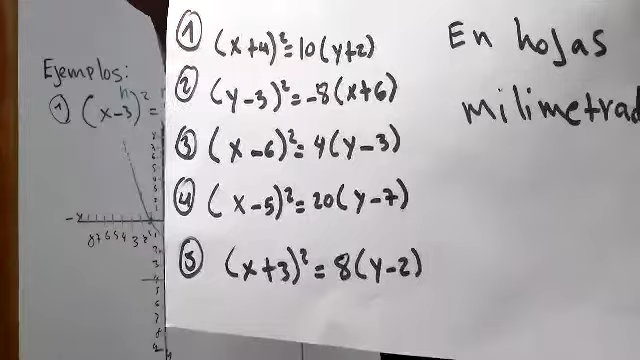 Ejemplos:
① (x-3)² =
① (x+4)²=10(y+2)
② (y-3)²=-8(x+6)
③ (x-6)²=4(y-3)
④ (x-5)²=20(y-7)
⑤ (x+3)²=8(y-2)
En hojas